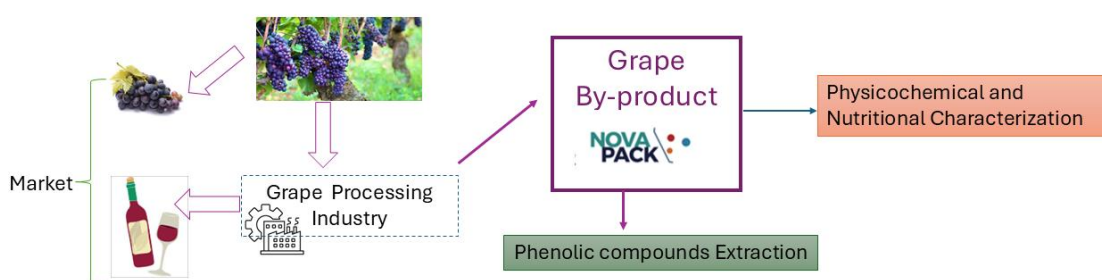 Market
Grape Processing
Industry
Grape
By-product
NOVA
PACK
Physicochemical and
Nutritional Characterization
Phenolic compounds Extraction